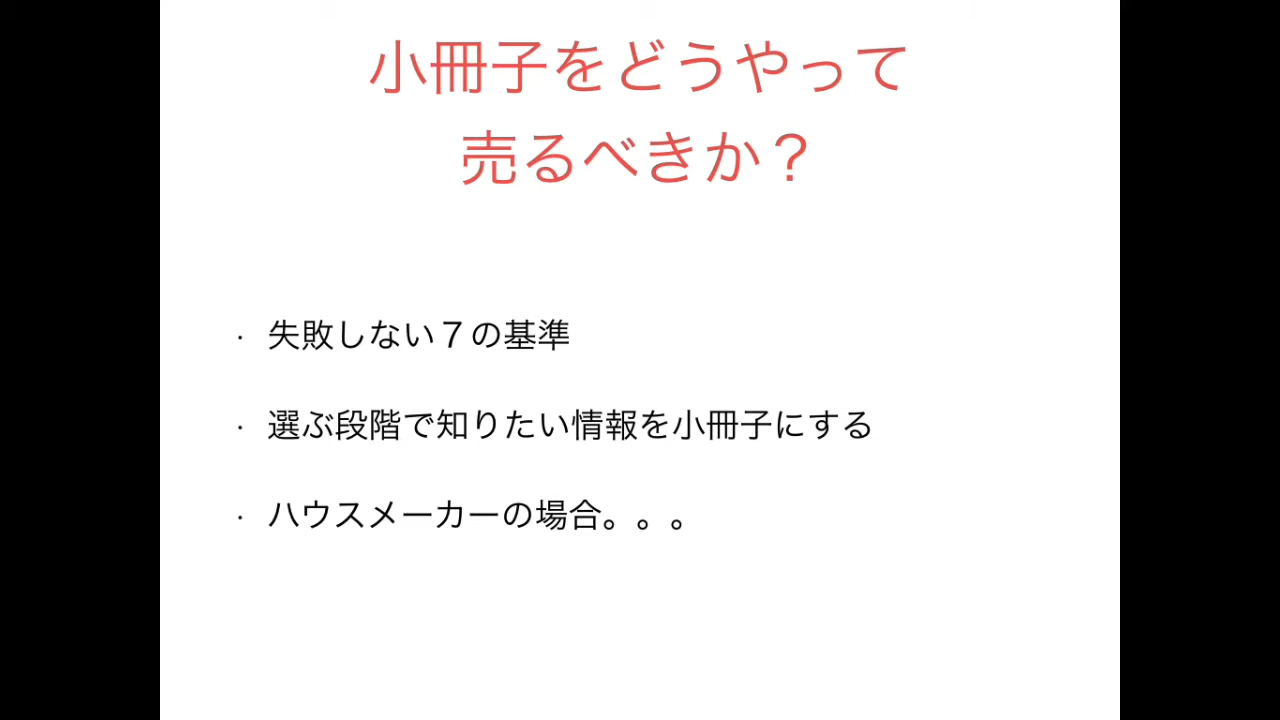 小冊子をどうやって
売るべきか？
・ 失敗しない７の基準
・ 選ぶ段階で知りたい情報を小冊子にする
・ ハウスメーカーの場合。。。